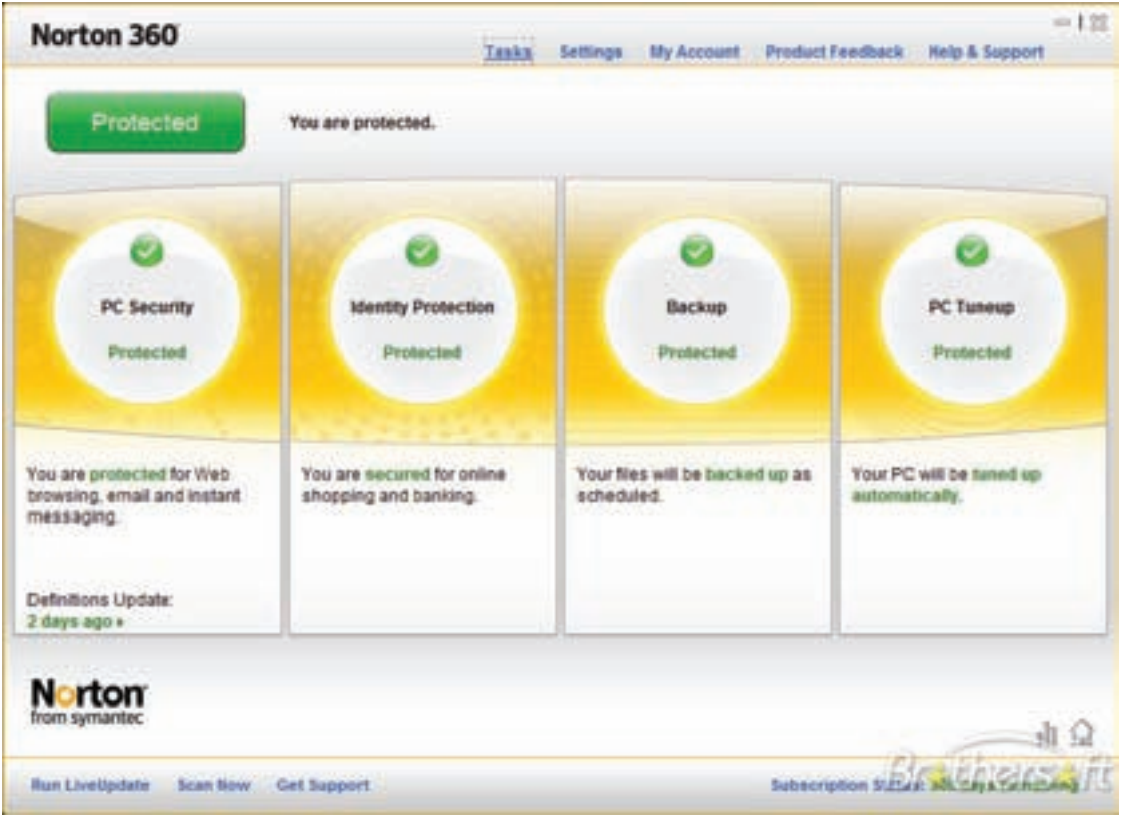 Norton 360
Tasks Settings My Account Product Feedback Help & Support
Protected
You are protected.
PC Security
Protected
Identity Protection
Protected
Backup
Protected
PC Tuneup
Protected
You are protected for Web
browsing, email and instant
messaging.
Definitions Update:
2 days ago
You are secured for online
shopping and banking.
Your files will be backed up as
scheduled.
Your PC will be tuned up
automatically.
Norton
from symantec
Run LiveUpdate Scan Now Get Support
Subscription Status: days remaining
Brothersoft